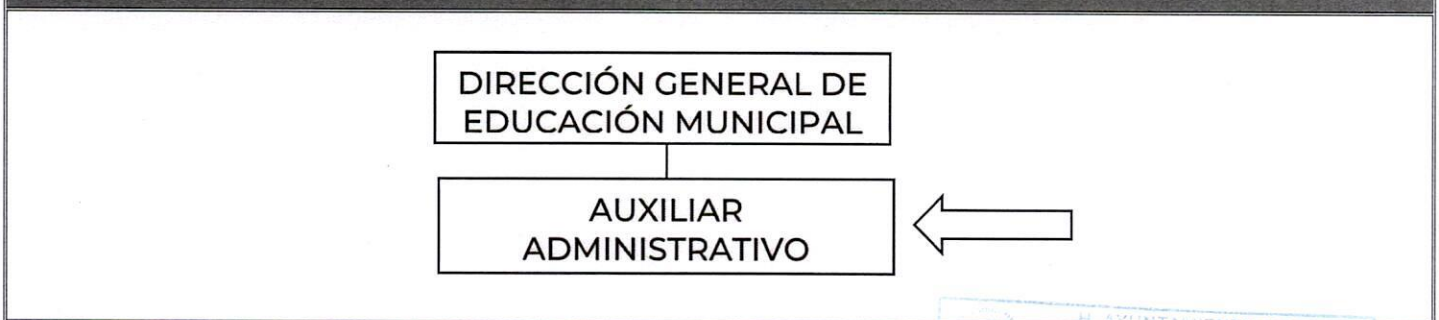 DIRECCIÓN GENERAL DE
EDUCACIÓN MUNICIPAL
AUXILIAR
ADMINISTRATIVO